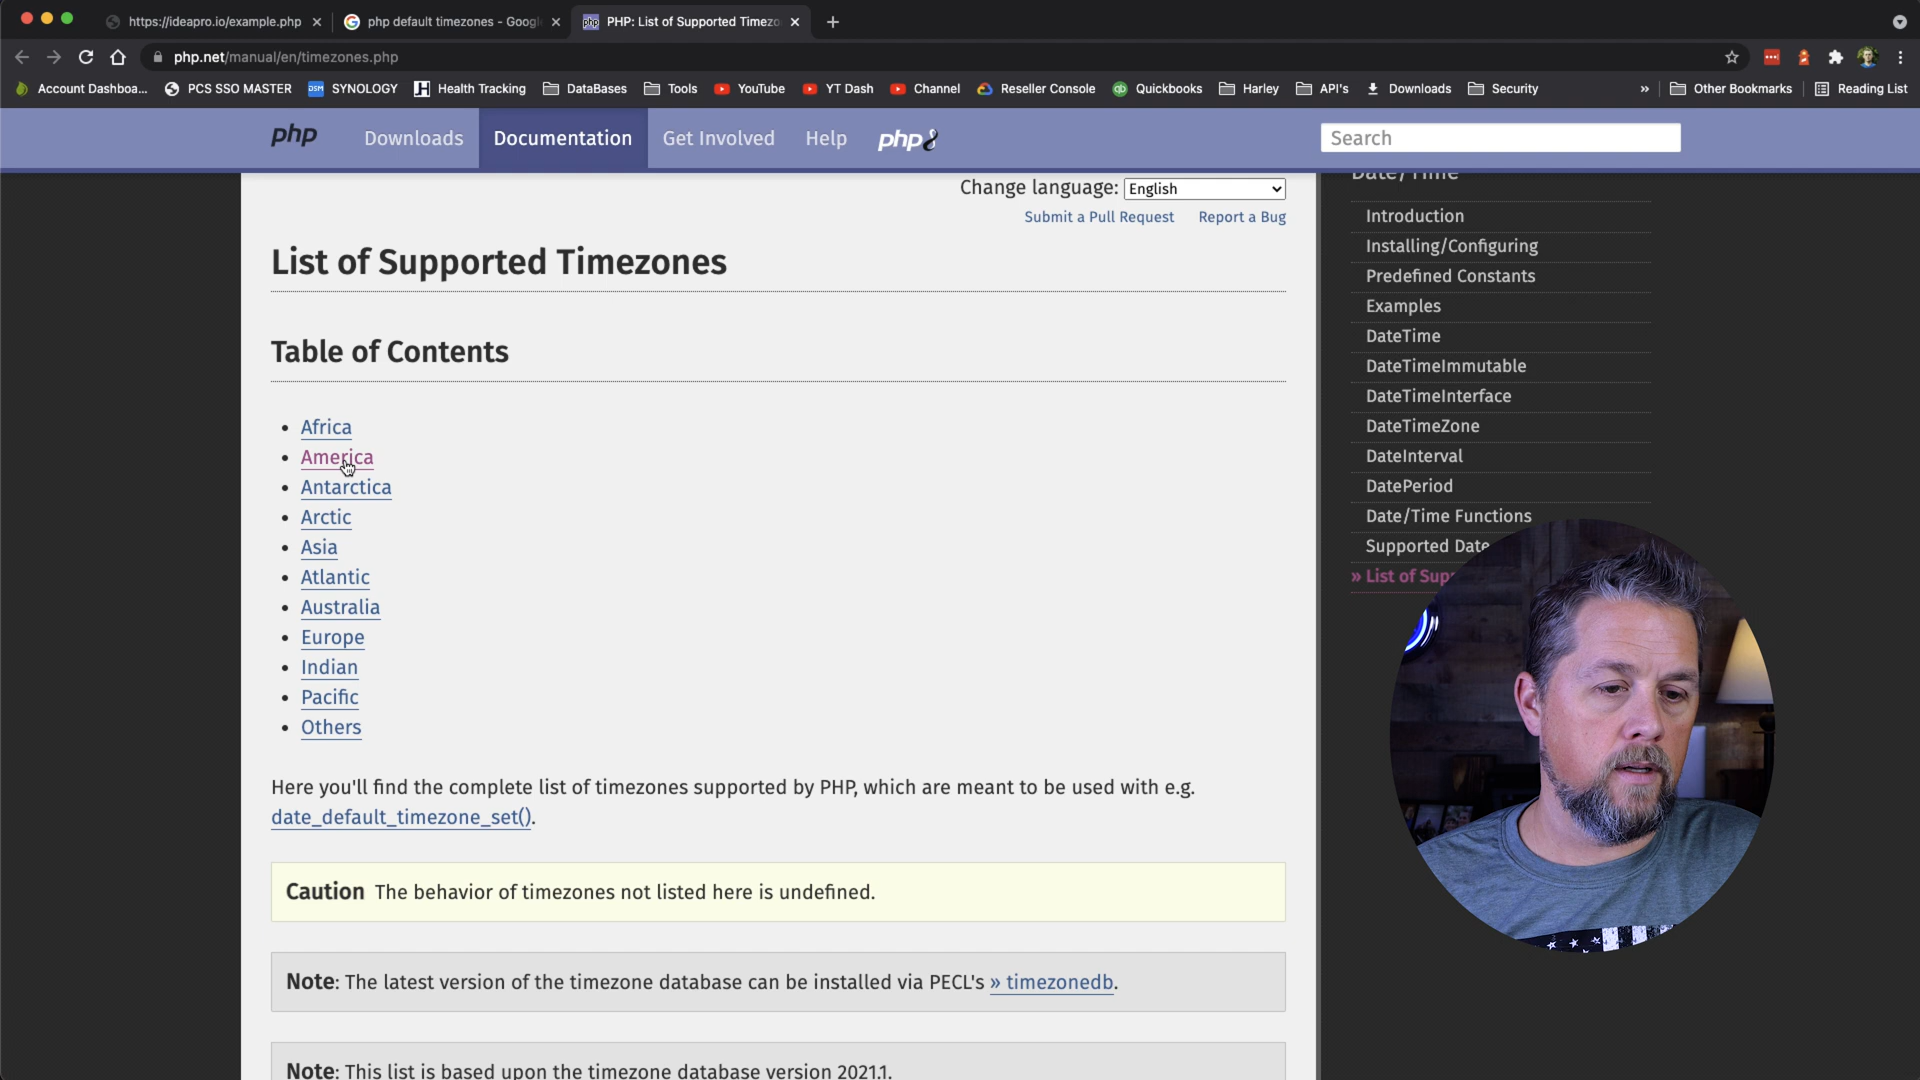 https://ideapro.io/example.php
php default timezones - Googl
php
PHP: List of Supported Timezo
php.net/manual/en/timezones.php
Account Dashboa...
PCS SSO MASTER
DSM
SYNOLOGY
Health Tracking
DataBases
Tools
YouTube
YT Dash
Channel
Reseller Console
qb
Quickbooks
Harley
API's
Downloads
Security
»
Other Bookmarks
Reading List
php
Downloads
Documentation
Get Involved
Help
php8
Search
Change language:
English
Submit a Pull Request
Report a Bug
List of Supported Timezones
Table of Contents
• Africa
• America
• Antarctica
• Arctic
• Asia
• Atlantic
• Australia
• Europe
• Indian
• Pacific
• Others
Here you'll find the complete list of timezones supported by PHP, which are meant to be used with e.g.
date_default_timezone_set().
Caution The behavior of timezones not listed here is undefined.
Note: The latest version of the timezone database can be installed via PECL's » timezonedb.
Note: This list is based upon the timezone database version 2021.1.
Date/Time
Introduction
Installing/Configuring
Predefined Constants
Examples
DateTime
DateTimeImmutable
DateTimeInterface
DateTimeZone
DateInterval
DatePeriod
Date/Time Functions
Supported Date
» List of Sup